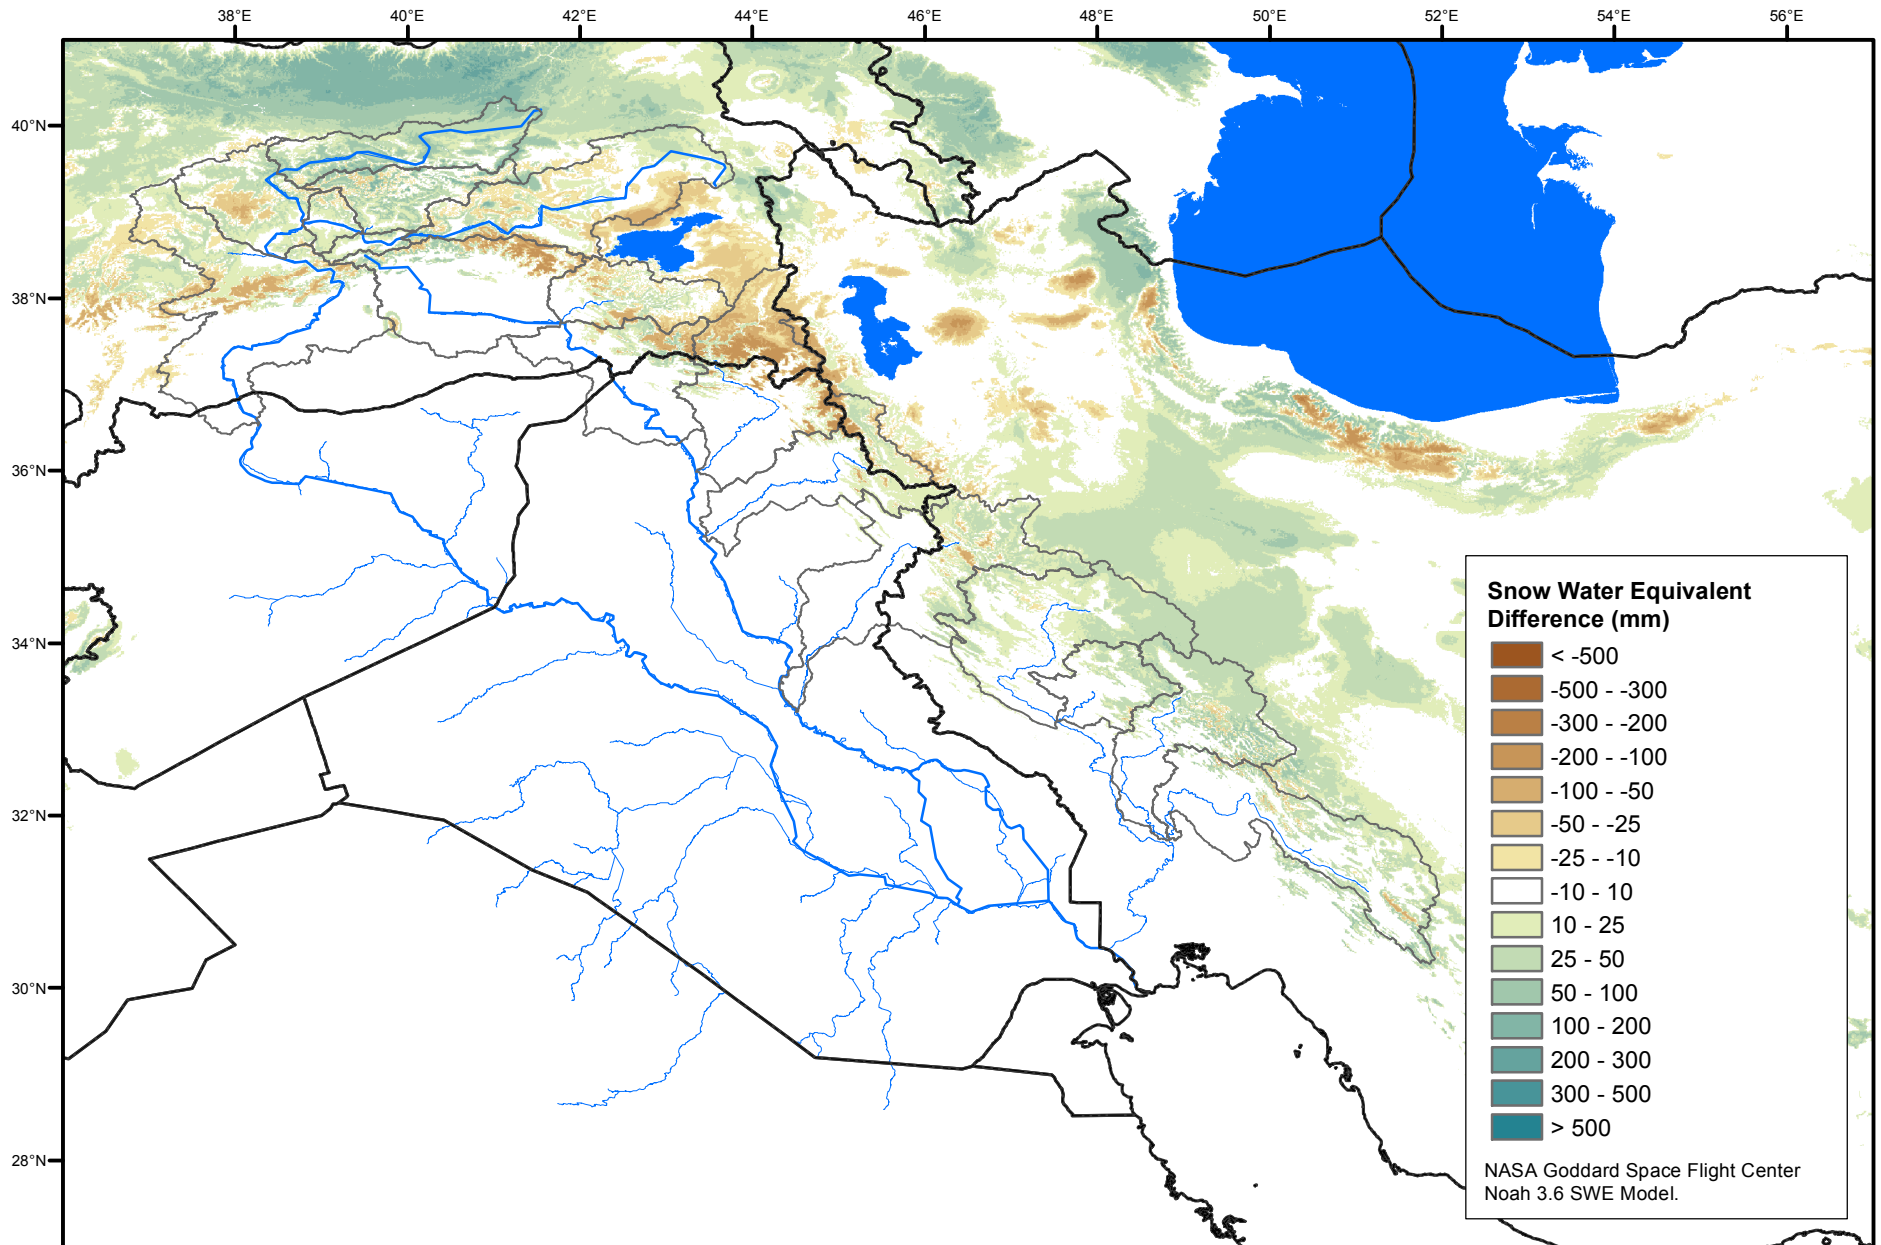 38°E 40°E 42°E 44°E 46°E 48°E 50°E 52°E 54°E 56°E
40°N
38°N
36°N
34°N
32°N
30°N
28°N
Snow Water Equivalent
Difference (mm)
< -500
-500 - -300
-300 - -200
-200 - -100
-100 - -50
-50 - -25
-25 - -10
-10 - 10
10 - 25
25 - 50
50 - 100
100 - 200
200 - 300
300 - 500
> 500
NASA Goddard Space Flight Center
Noah 3.6 SWE Model.